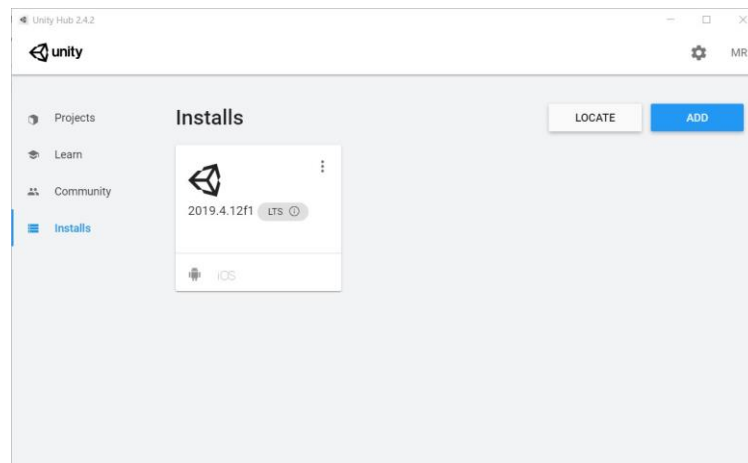 Unity Hub 2.4.2
unity
MR
Projects
Learn
Community
Installs
Installs
LOCATE
ADD
2019.4.12f1 LTS
iOS